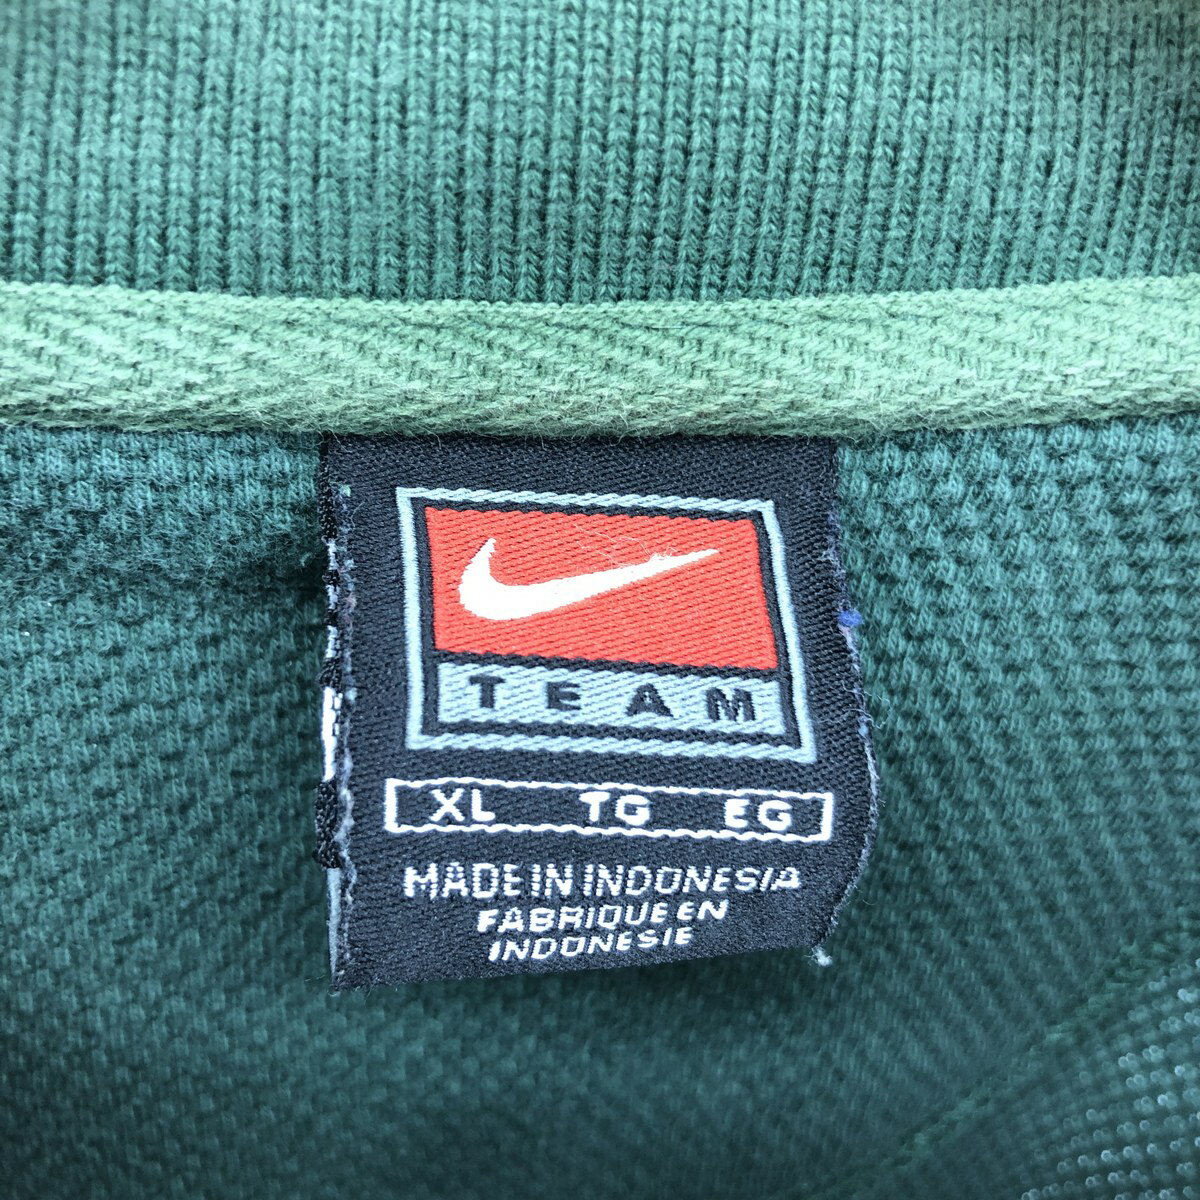 TEAM
XL TG EG
MADE IN INDONESIA
FABRIQUE EN
INDONESIE